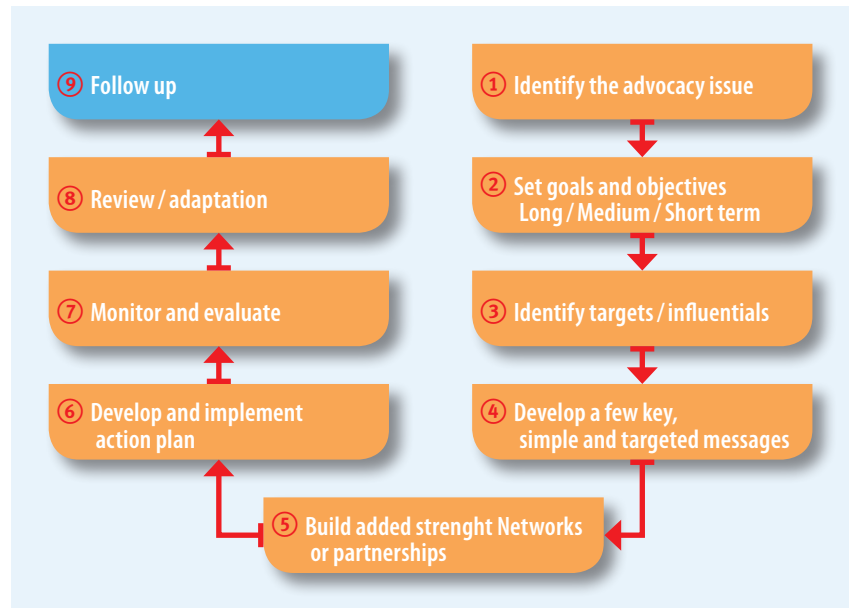 ① Identify the advocacy issue
② Set goals and objectives
Long / Medium / Short term
③ Identify targets / influentials
④ Develop a few key,
simple and targeted messages
⑤ Build added strenght Networks
or partnerships
⑥ Develop and implement
action plan
⑦ Monitor and evaluate
⑧ Review / adaptation
⑨ Follow up